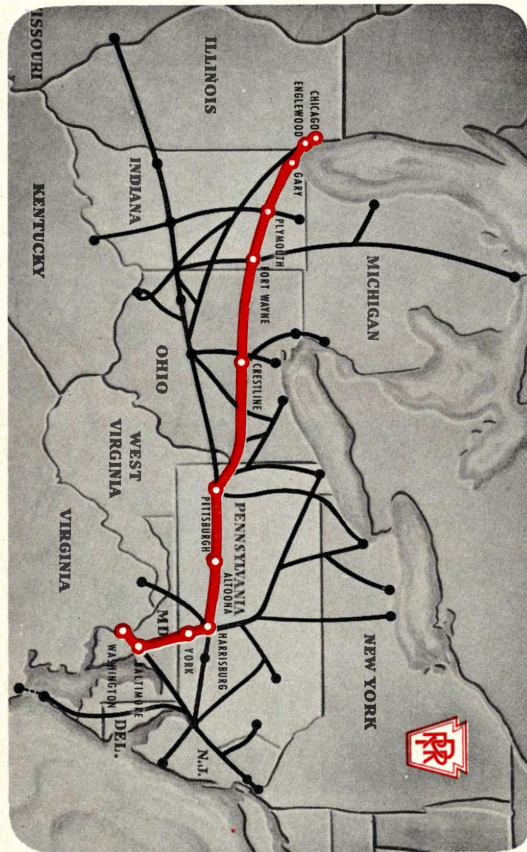 ISSOURI
ILLINOIS
KENTUCKY
INDIANA
MICHIGAN
OHIO
WEST
VIRGINIA
VIRGINIA
PENNSYLVANIA
NEW YORK
MD
DEL.
N.J.
CHICAGO
ENGLEWOOD
GARY
PLYMOUTH
FORT WAYNE
CRESTLINE
PITTSBURGH
ALTOONA
HARRISBURG
YORK
BALTIMORE
WASHINGTON
PRR